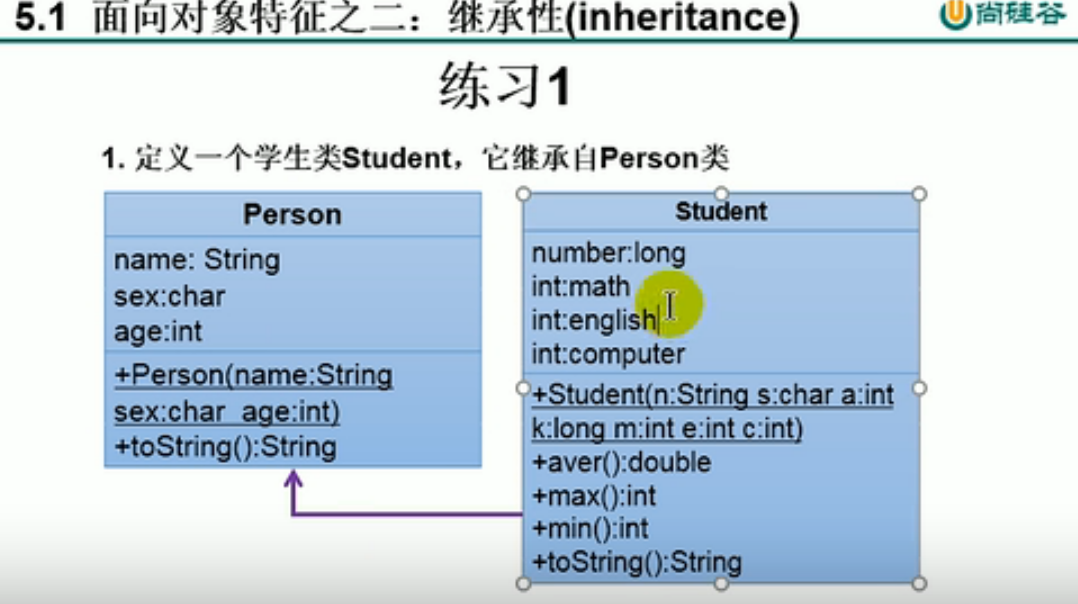 5.1 面向对象特征之二：继承性(inheritance)
尚硅谷
练习1
1. 定义一个学生类Student，它继承自Person类
Person
name: String
sex:char
age:int
+Person(name:String
sex:char age:int)
+toString():String
Student
number:long
int:math
int:english
int:computer
+Student(n:String s:char a:int
k:long m:int e:int c:int)
+aver():double
+max():int
+min():int
+toString():String